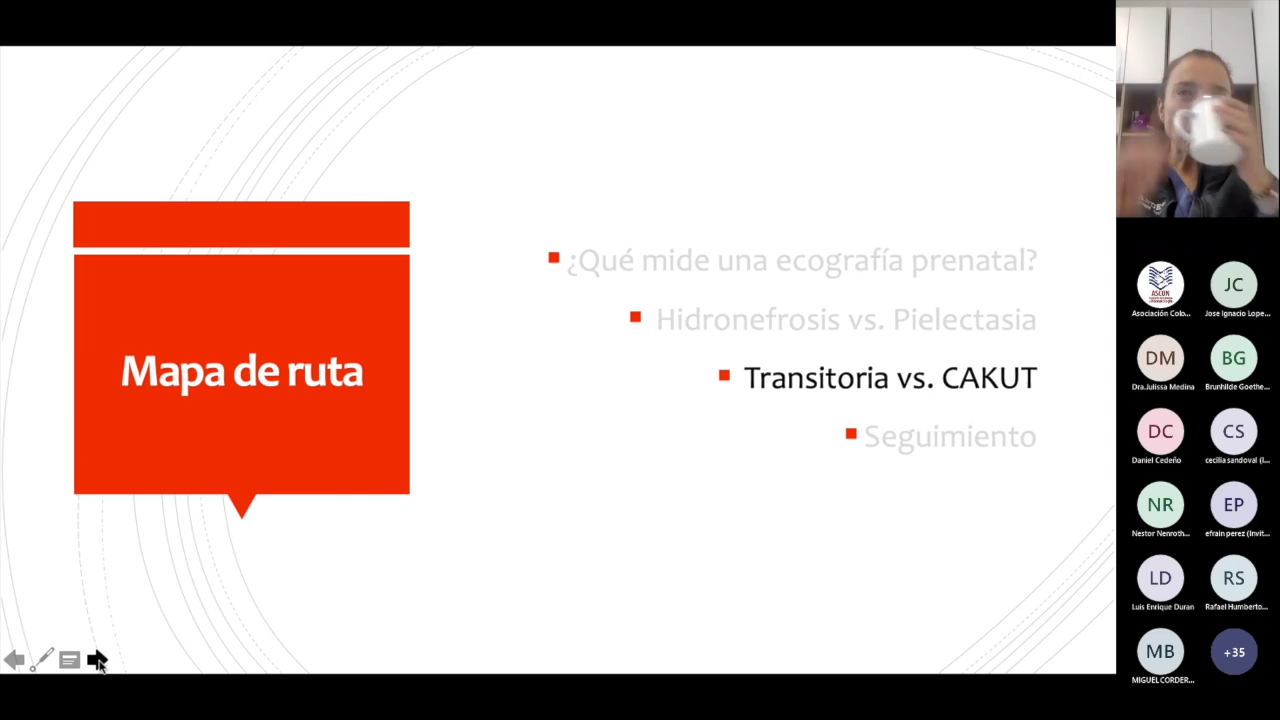 Mapa de ruta
¿Qué mide una ecografía prenatal?
Hidronefrosis vs. Pielectasia
Transitoria vs. CAKUT
Seguimiento
ASCON
Asociación Colo...
JC
Jose Ignacio Lope...
DM
Dra.Julissa Medina
BG
Brunhilde Goethe...
DC
Daniel Cedeño
CS
cecilia sandoval (I...
NR
Nestor Nenroth...
EP
efrain perez (Invit...
LD
Luis Enrique Duran
RS
Rafael Humberto...
MB
MIGUEL CORDER...
+35